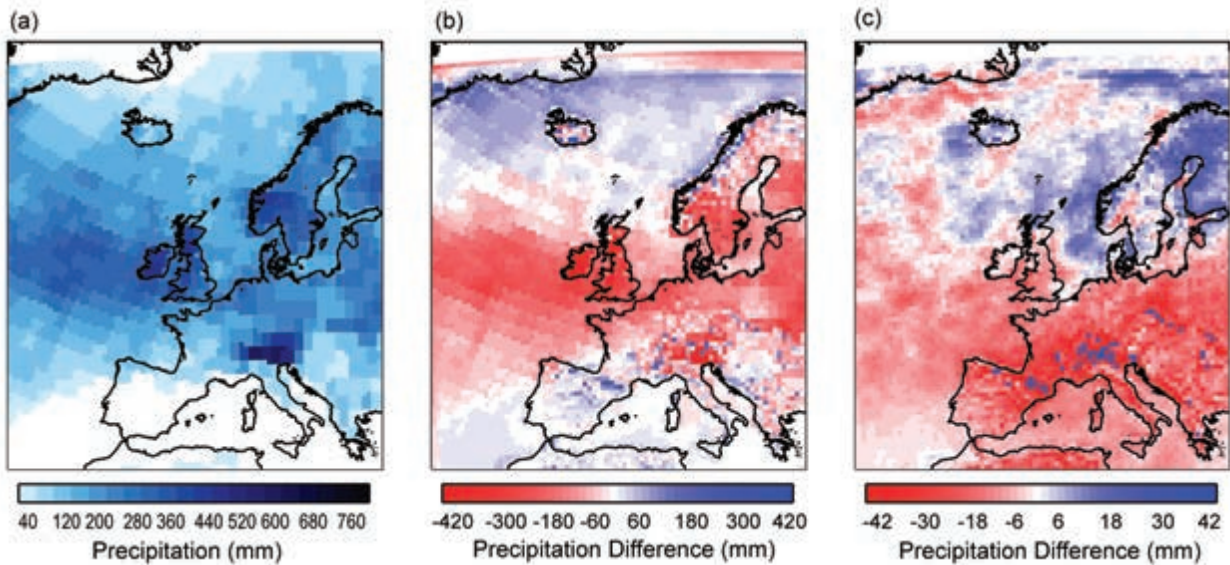 (a)
(b)
(c)
40 120 200 280 360 440 520 600 680 760
Precipitation (mm)
-420 -300 -180 -60 60 180 300 420
Precipitation Difference (mm)
-42 -30 -18 -6 6 18 30 42
Precipitation Difference (mm)